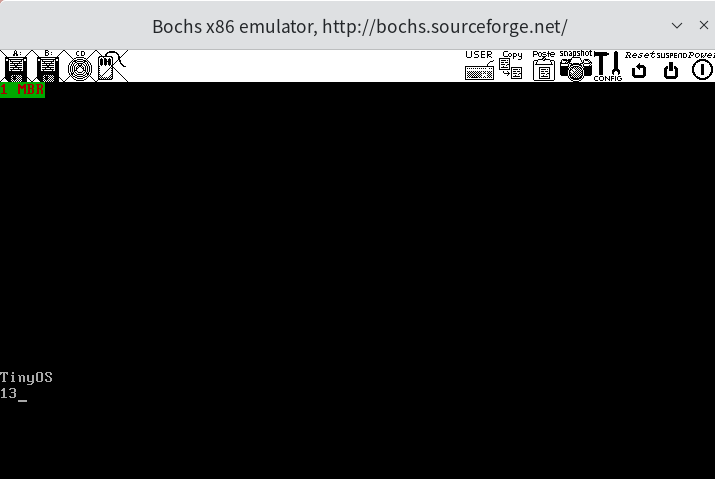 Bochs x86 emulator, http://bochs.sourceforge.net/
A: B: CD USER Copy Paste snapshot CONFIG Reset SUSPEND Power
1 MBR
TinyOS
13_